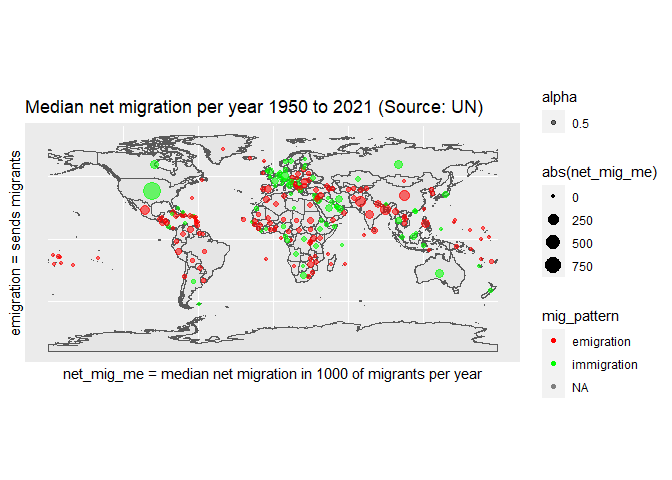 Median net migration per year 1950 to 2021 (Source: UN)
emigration = sends migrants
net_mig_me = median net migration in 1000 of migrants per year
alpha
0.5
abs(net_mig_me)
0
250
500
750
mig_pattern
emigration
immigration
NA